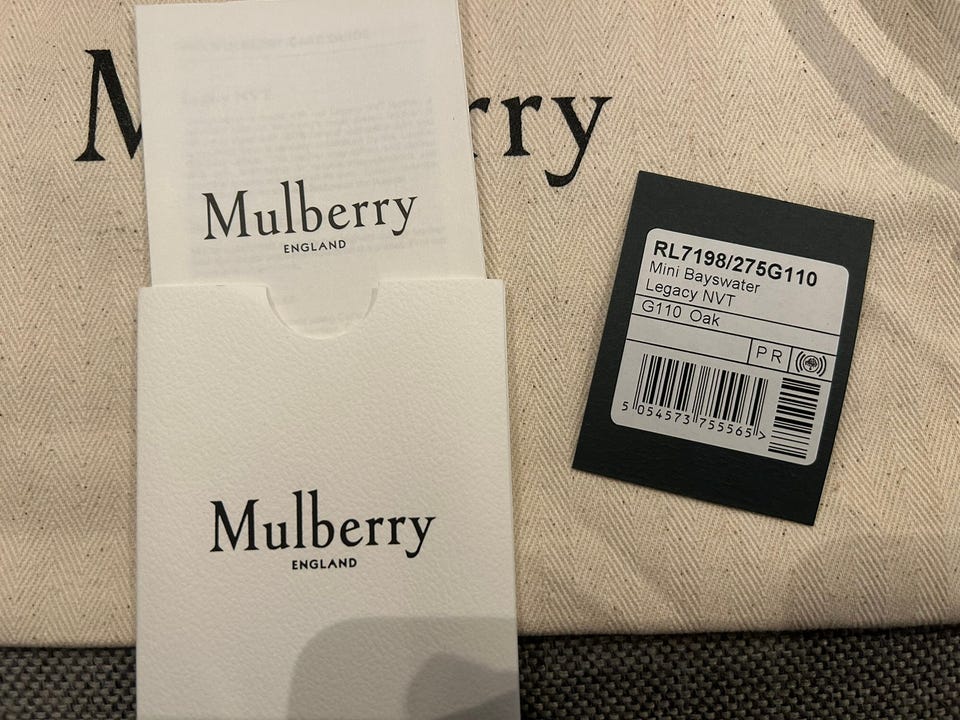 Mulberry
Mulberry
ENGLAND
Mulberry
ENGLAND
RL7198/275G110
Mini Bayswater
Legacy NVT
G110 Oak
PR
5 054573 755565 >